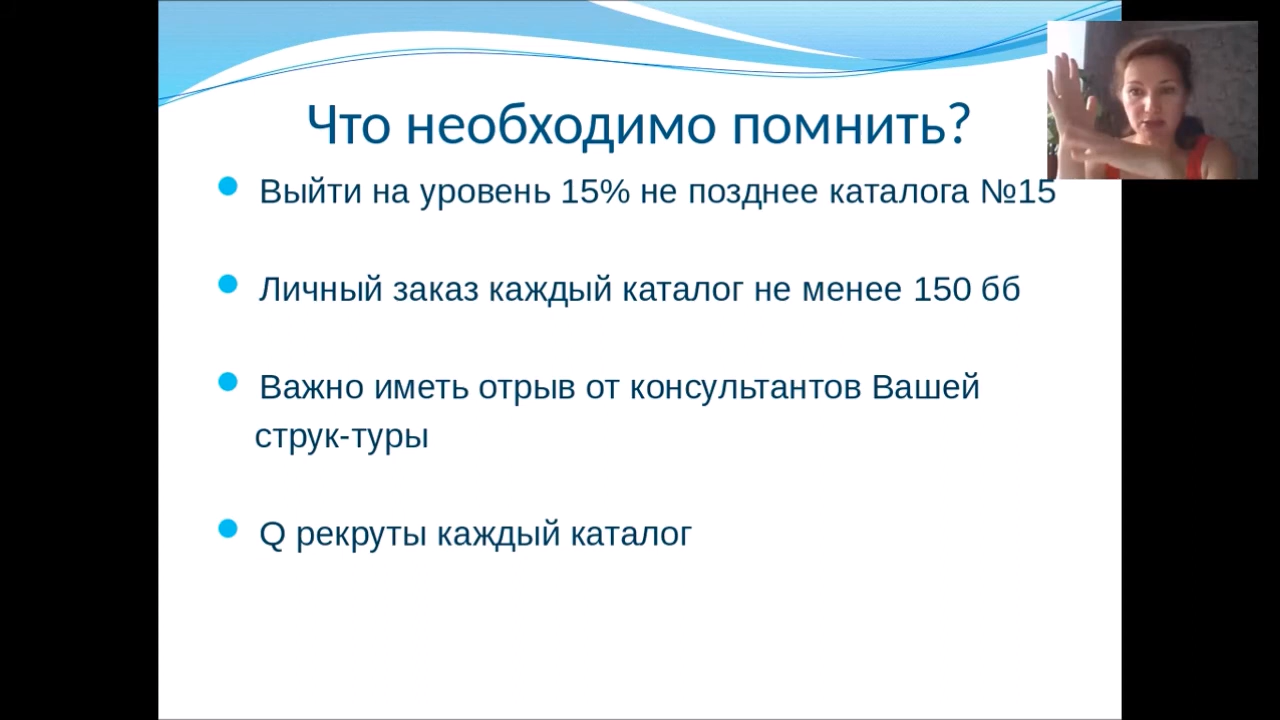 Что необходимо помнить?
Выйти на уровень 15% не позднее каталога №15
Личный заказ каждый каталог не менее 150 бб
Важно иметь отрыв от консультантов Вашей
струк-туры
Q рекруты каждый каталог